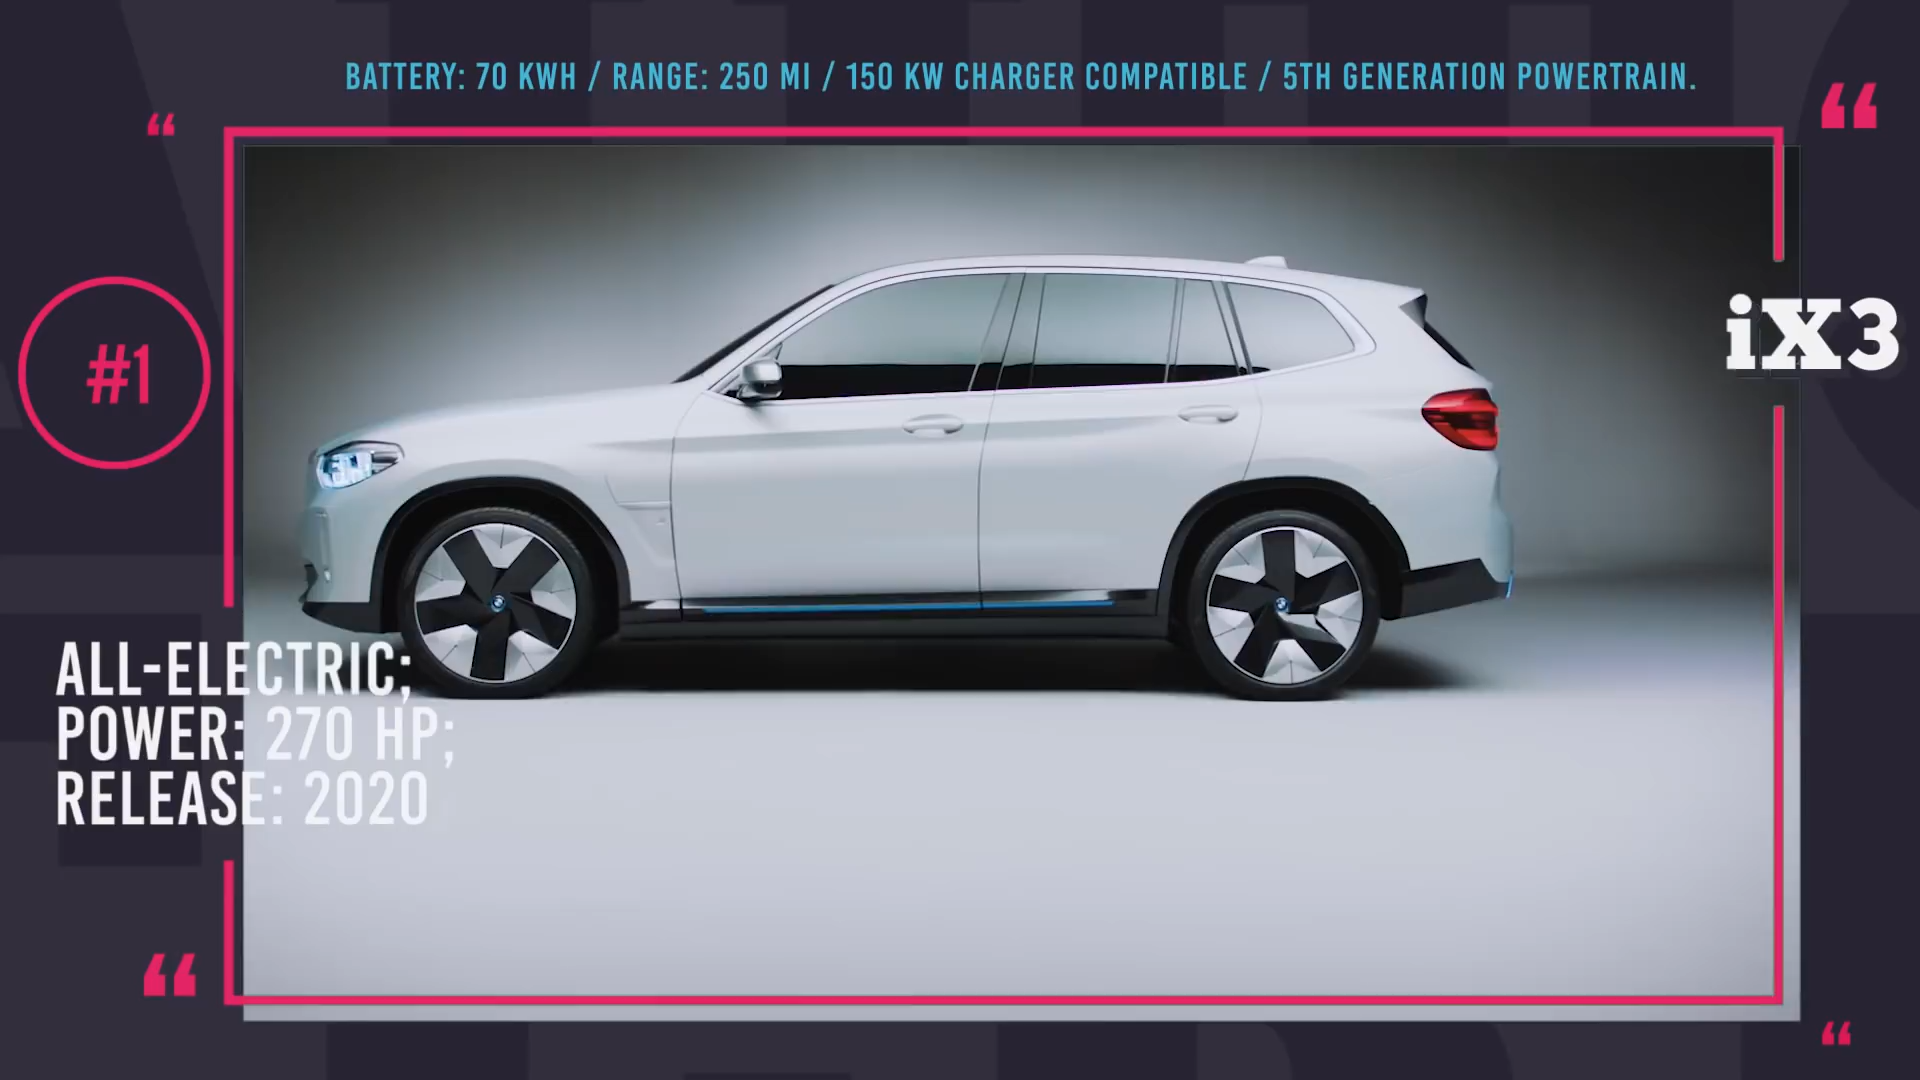 BATTERY: 70 KWH / RANGE: 250 MI / 150 KW CHARGER COMPATIBLE / 5TH GENERATION POWERTRAIN.
#1
iX3
ALL-ELECTRIC;
POWER: 270 HP;
RELEASE: 2020